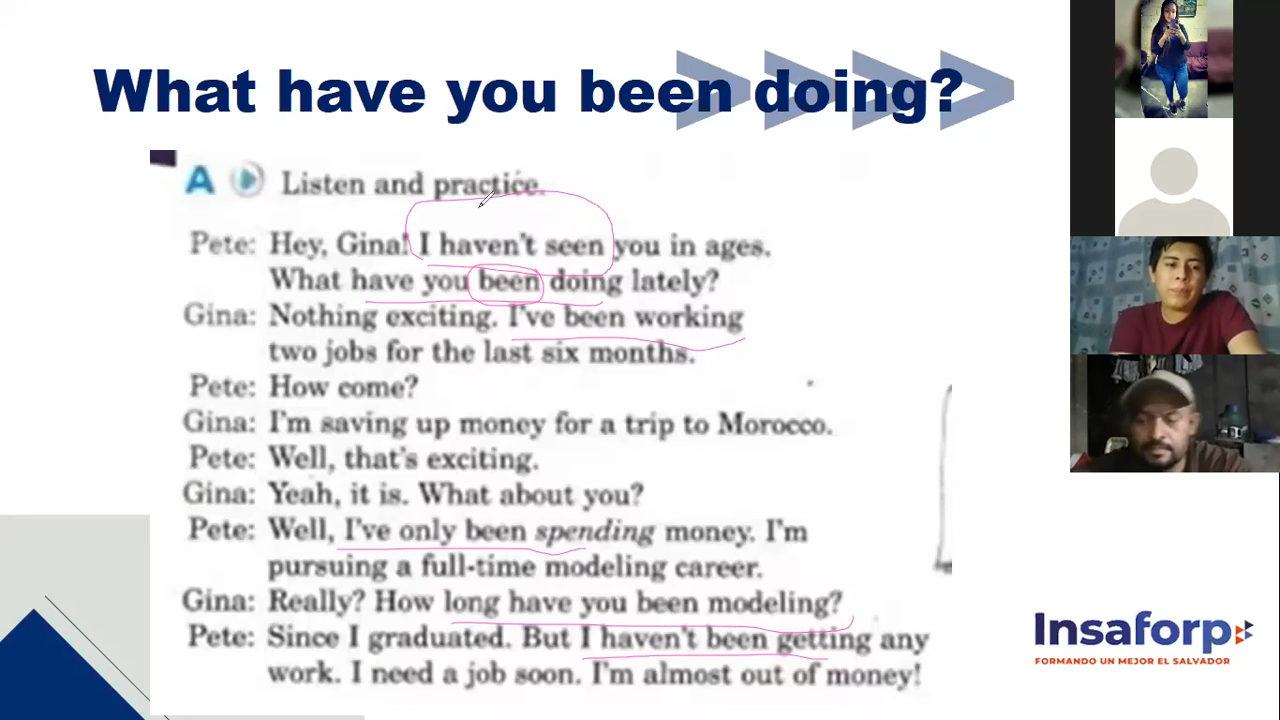 What have you been doing?
A Listen and practice.
Pete: Hey, Gina! I haven't seen you in ages.
What have you been doing lately?
Gina: Nothing exciting. I've been working
two jobs for the last six months.
Pete: How come?
Gina: I'm saving up money for a trip to Morocco.
Pete: Well, that's exciting.
Gina: Yeah, it is. What about you?
Pete: Well, I've only been spending money. I'm
pursuing a full-time modeling career.
Gina: Really? How long have you been modeling?
Pete: Since I graduated. But I haven't been getting any
work. I need a job soon. I'm almost out of money!
Insaforp
FORMANDO UN MEJOR EL SALVADOR